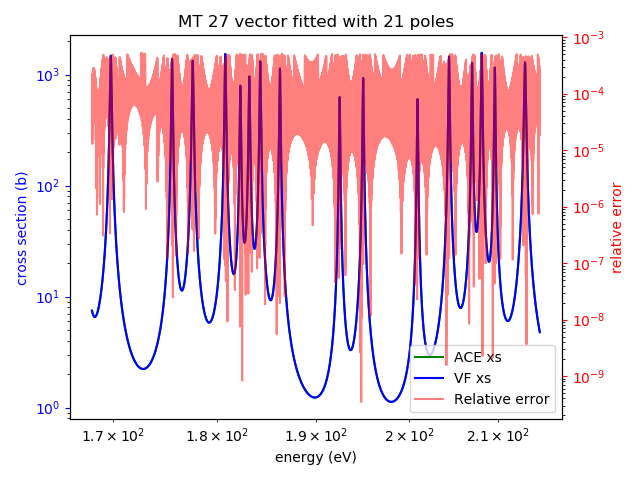 MT 27 vector fitted with 21 poles
cross section (b)
10³
10²
10¹
10⁰
10⁻³
10⁻⁴
10⁻⁵
10⁻⁶
10⁻⁷
10⁻⁸
10⁻⁹
relative error
ACE xs
VF xs
Relative error
1.7 × 10² 1.8 × 10² 1.9 × 10² 2 × 10² 2.1 × 10²
energy (eV)